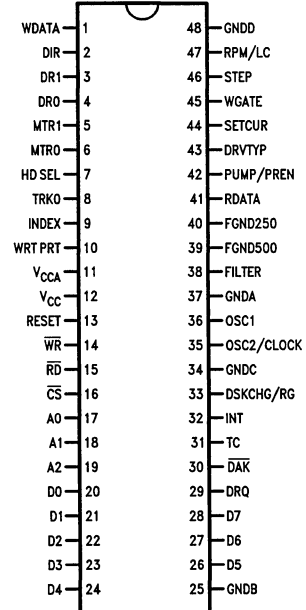 WDATA 1 48 GNDD
DIR 2 47 RPM/LC
DR1 3 46 STEP
DR0 4 45 WGATE
MTR1 5 44 SETCUR
MTR0 6 43 DRVTYP
HD SEL 7 42 PUMP/PREN
TRK0 8 41 RDATA
INDEX 9 40 FGND250
WRT PRT 10 39 FGND500
VCCA 11 38 FILTER
VCC 12 37 GNDA
RESET 13 36 OSC1
W̅R̅ 14 35 OSC2/CLOCK
R̅D̅ 15 34 GNDC
C̅S̅ 16 33 DSKCHG/RG
A0 17 32 INT
A1 18 31 TC
A2 19 30 D̅A̅K̅
D0 20 29 DRQ
D1 21 28 D7
D2 22 27 D6
D3 23 26 D5
D4 24 25 GNDB